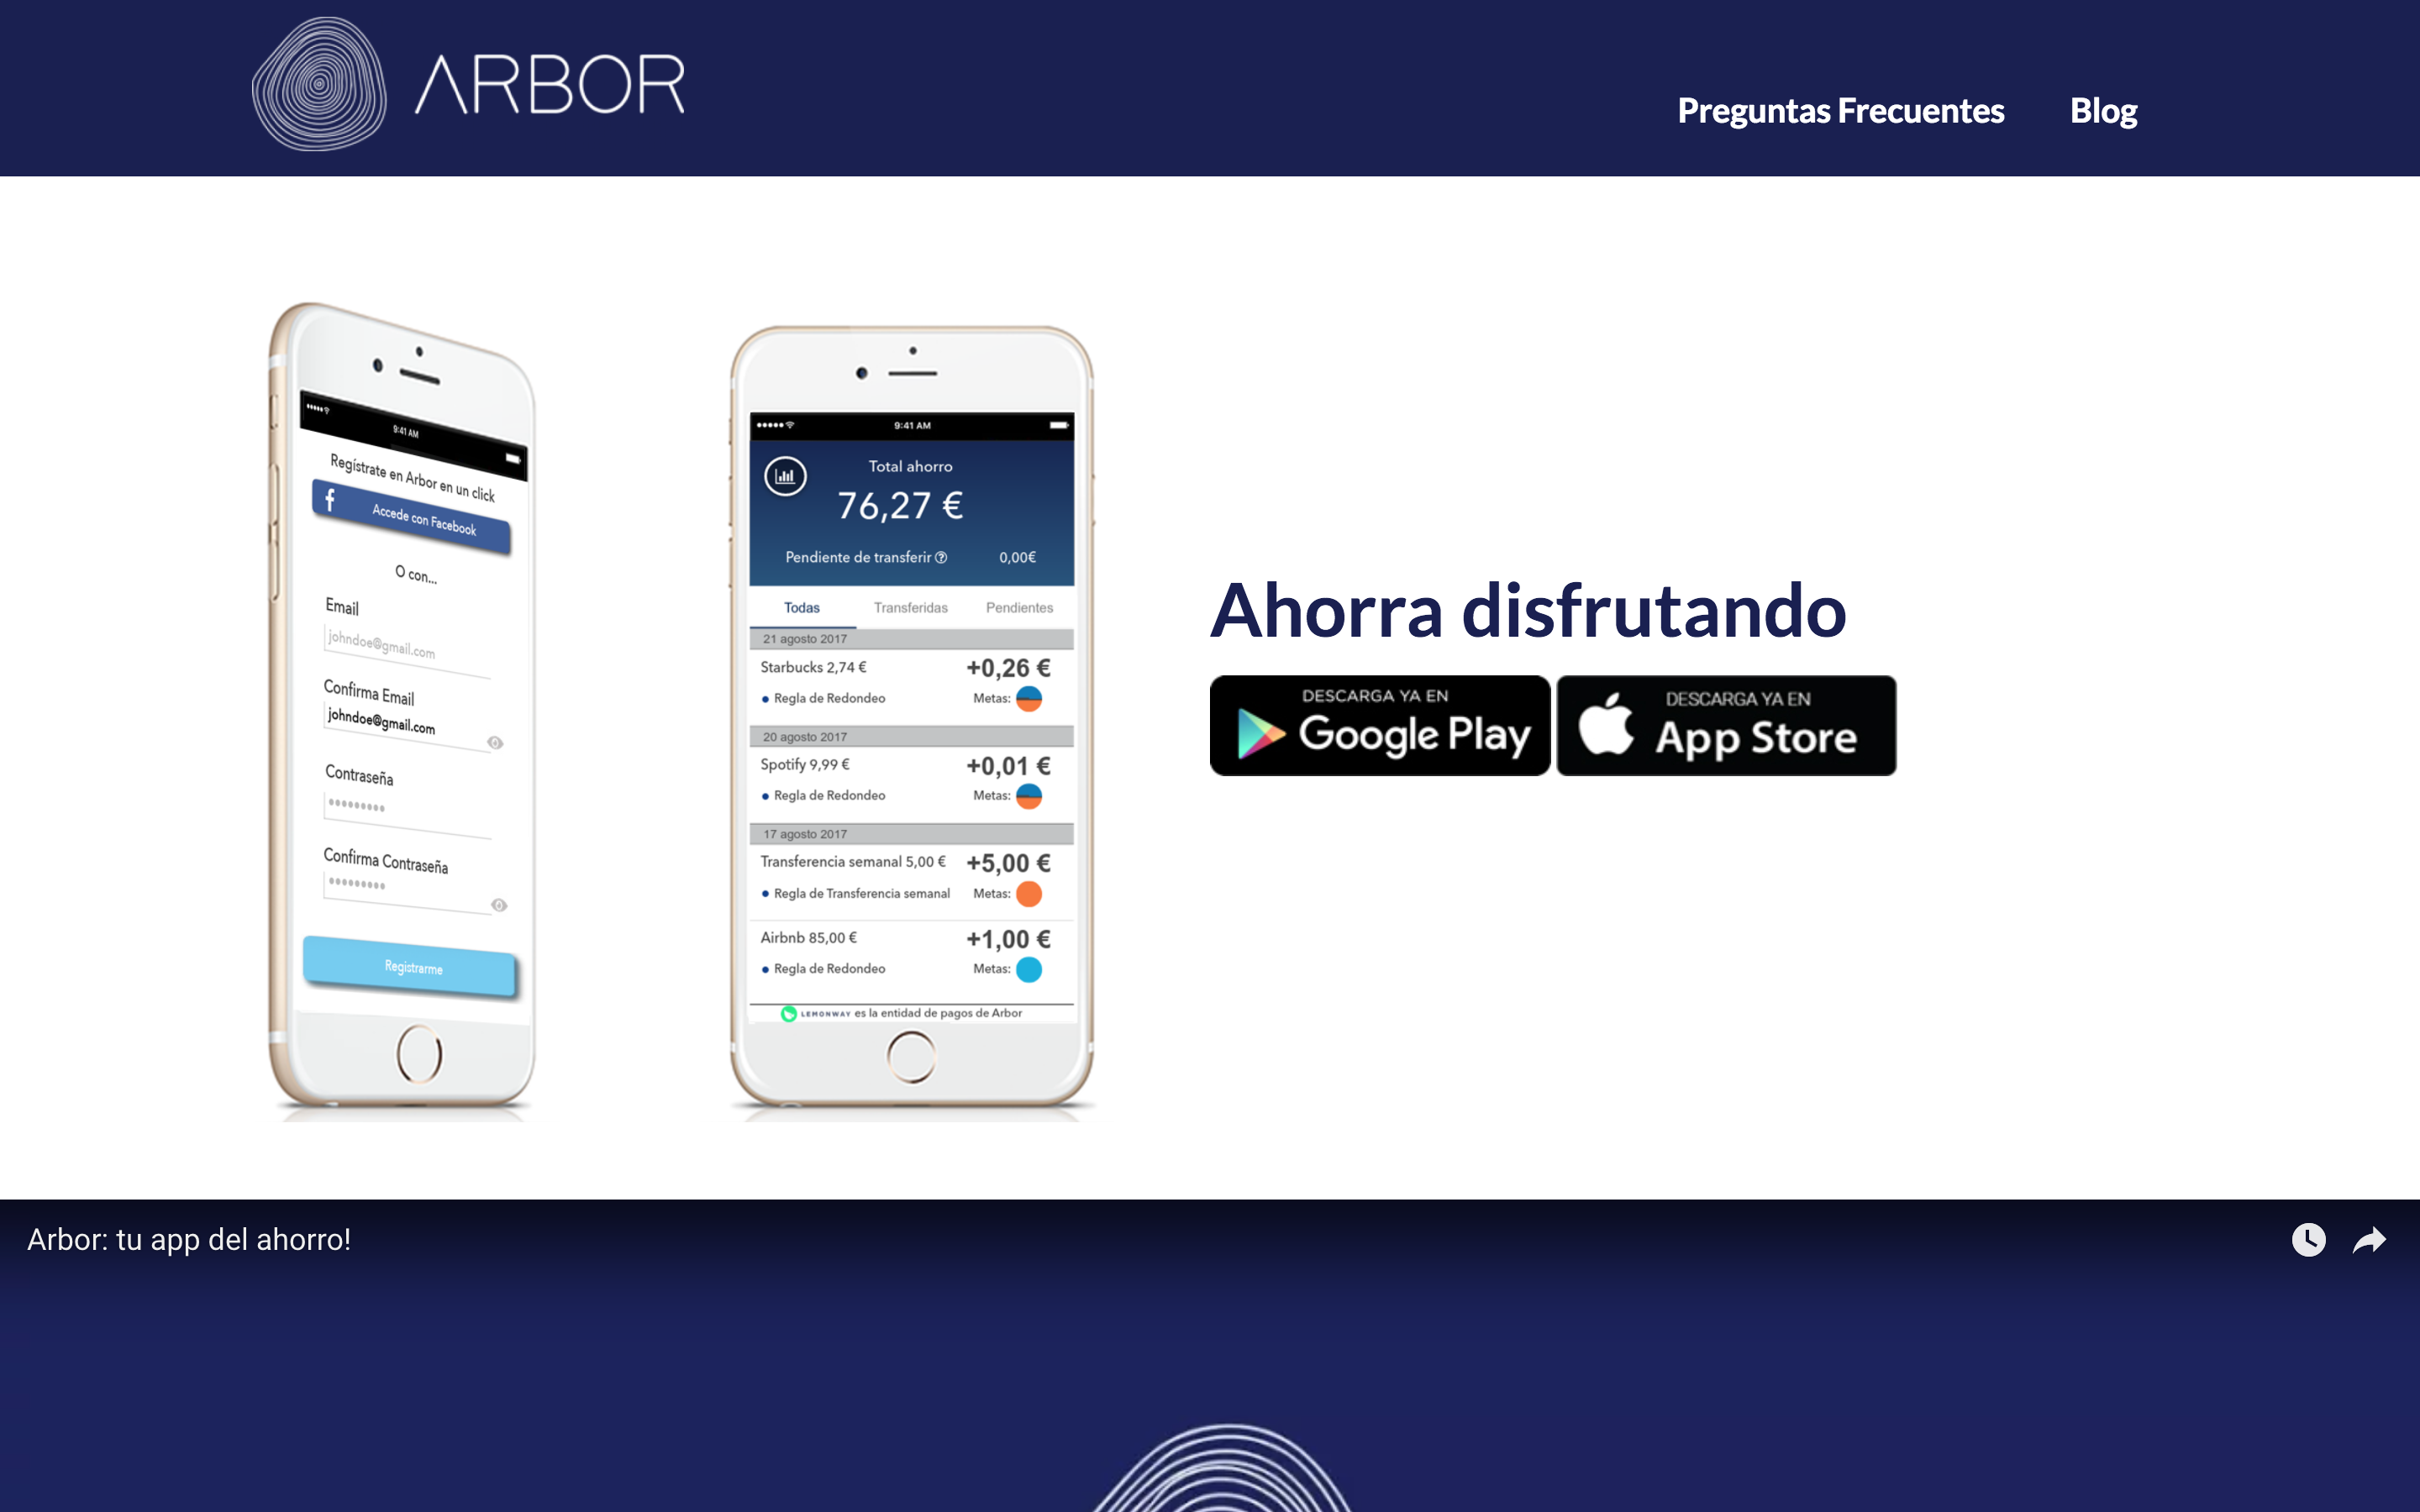 ARBOR
Preguntas Frecuentes Blog
9:41 AM
Regístrate en Arbor en un click
f Accede con Facebook
O con...
Email
johndoe@gmail.com
Confirma Email
johndoe@gmail.com
Contraseña
Confirma Contraseña
Registrarme
9:41 AM
Total ahorro
76,27 €
Pendiente de transferir ? 0,00€
Todas Transferidas Pendientes
21 agosto 2017
Starbucks 2,74 € +0,26 €
• Regla de Redondeo Metas:
20 agosto 2017
Spotify 9,99 € +0,01 €
• Regla de Redondeo Metas:
17 agosto 2017
Transferencia semanal 5,00 € +5,00 €
• Regla de Transferencia semanal Metas:
Airbnb 85,00 € +1,00 €
• Regla de Redondeo Metas:
LEMONWAY es la entidad de pagos de Arbor
Ahorra disfrutando
DESCARGA YA EN
Google Play
DESCARGA YA EN
App Store
Arbor: tu app del ahorro!